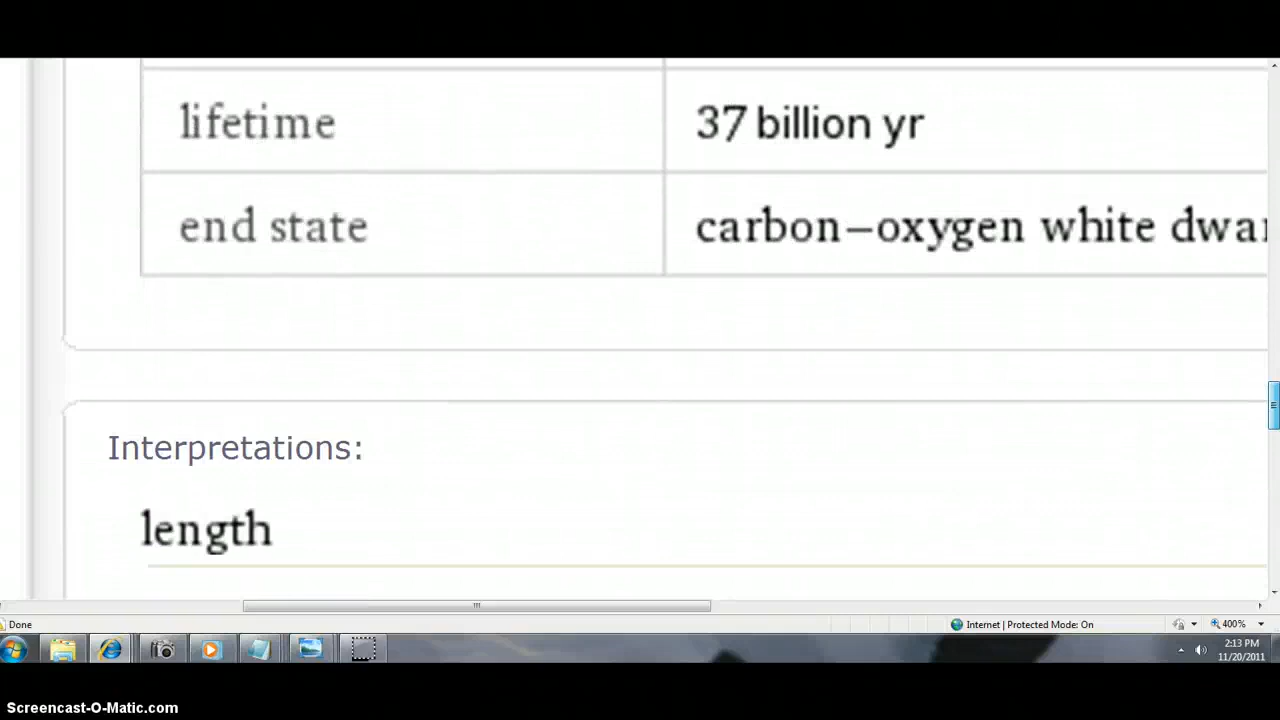 lifetime 37 billion yr
end state carbon–oxygen white
Interpretations:
length
Done Internet | Protected Mode: On 400%
2:13 PM
11/20/2011
Screencast-O-Matic.com